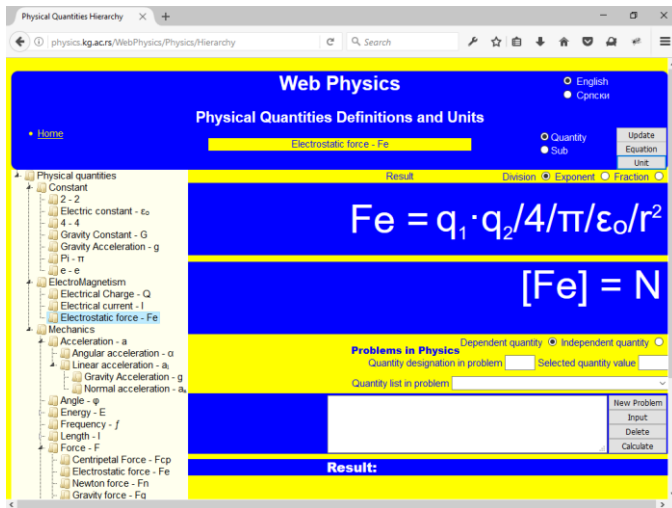 Physical Quantities Hierarchy
physics.kg.ac.rs/WebPhysics/Physics/Hierarchy
Search
Web Physics
English
Српски
Physical Quantities Definitions and Units
Home
Electrostatic force - Fe
Quantity
Sub
Update
Equation
Unit
Result
Division
Exponent
Fraction
Physical quantities
Constant
2 - 2
Electric constant - ε₀
4 - 4
Gravity Constant - G
Gravity Acceleration - g
Pi - π
e - e
ElectroMagnetism
Electrical Charge - Q
Electrical current - I
Electrostatic force - Fe
Mechanics
Acceleration - a
Angular acceleration - α
Linear acceleration - aₗ
Gravity Acceleration - g
Normal acceleration - aₙ
Angle - φ
Energy - E
Frequency - ƒ
Length - l
Force - F
Centripetal Force - Fcp
Electrostatic force - Fe
Newton force - Fn
Gravity force - Fg
Fe = q₁·q₂/4/π/ε₀/r²
[Fe] = N
Dependent quantity
Independent quantity
Problems in Physics
Quantity designation in problem
Selected quantity value
Quantity list in problem
New Problem
Input
Delete
Calculate
Result: